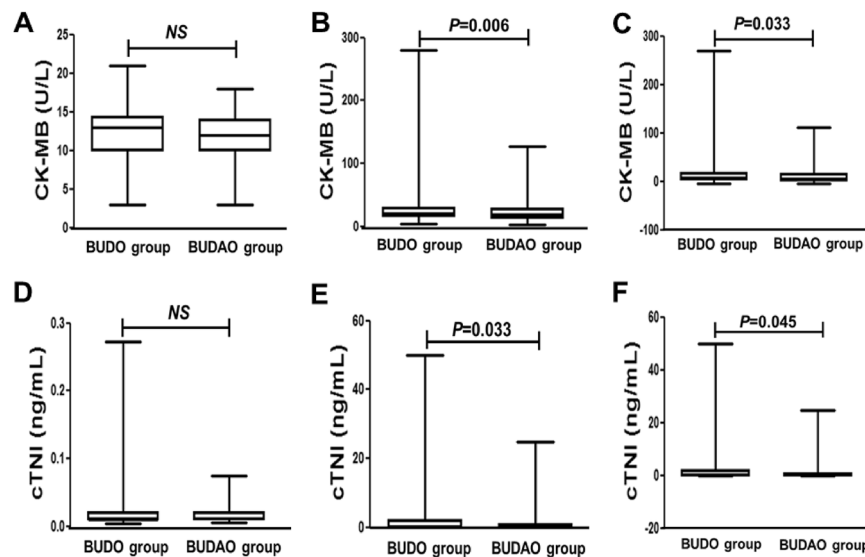 A
NS
CK-MB (U/L)
25
20
15
10
5
0
BUDO group BUDAO group
B
P=0.006
CK-MB (U/L)
300
200
100
0
BUDO group BUDAO group
C
P=0.033
CK-MB (U/L)
300
200
100
0
-100
BUDO group BUDAO group
D
NS
cTNI (ng/mL)
0.3
0.2
0.1
0.0
BUDO group BUDAO group
E
P=0.033
cTNI (ng/mL)
60
40
20
0
BUDO group BUDAO group
F
P=0.045
cTNI (ng/mL)
60
40
20
0
-20
BUDO group BUDAO group